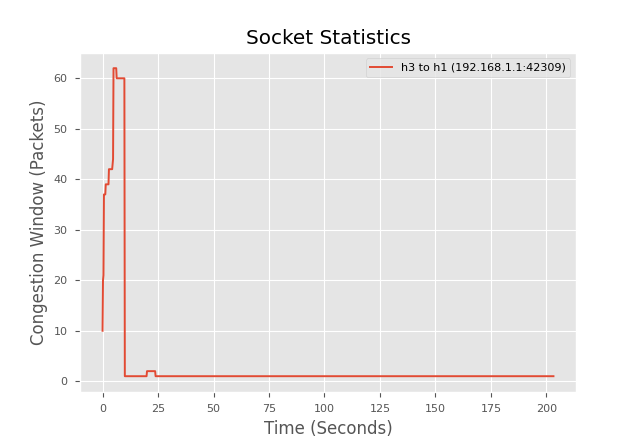 Socket Statistics
h3 to h1 (192.168.1.1:42309)
Congestion Window (Packets)
60
50
40
30
20
10
0
0 25 50 75 100 125 150 175 200
Time (Seconds)